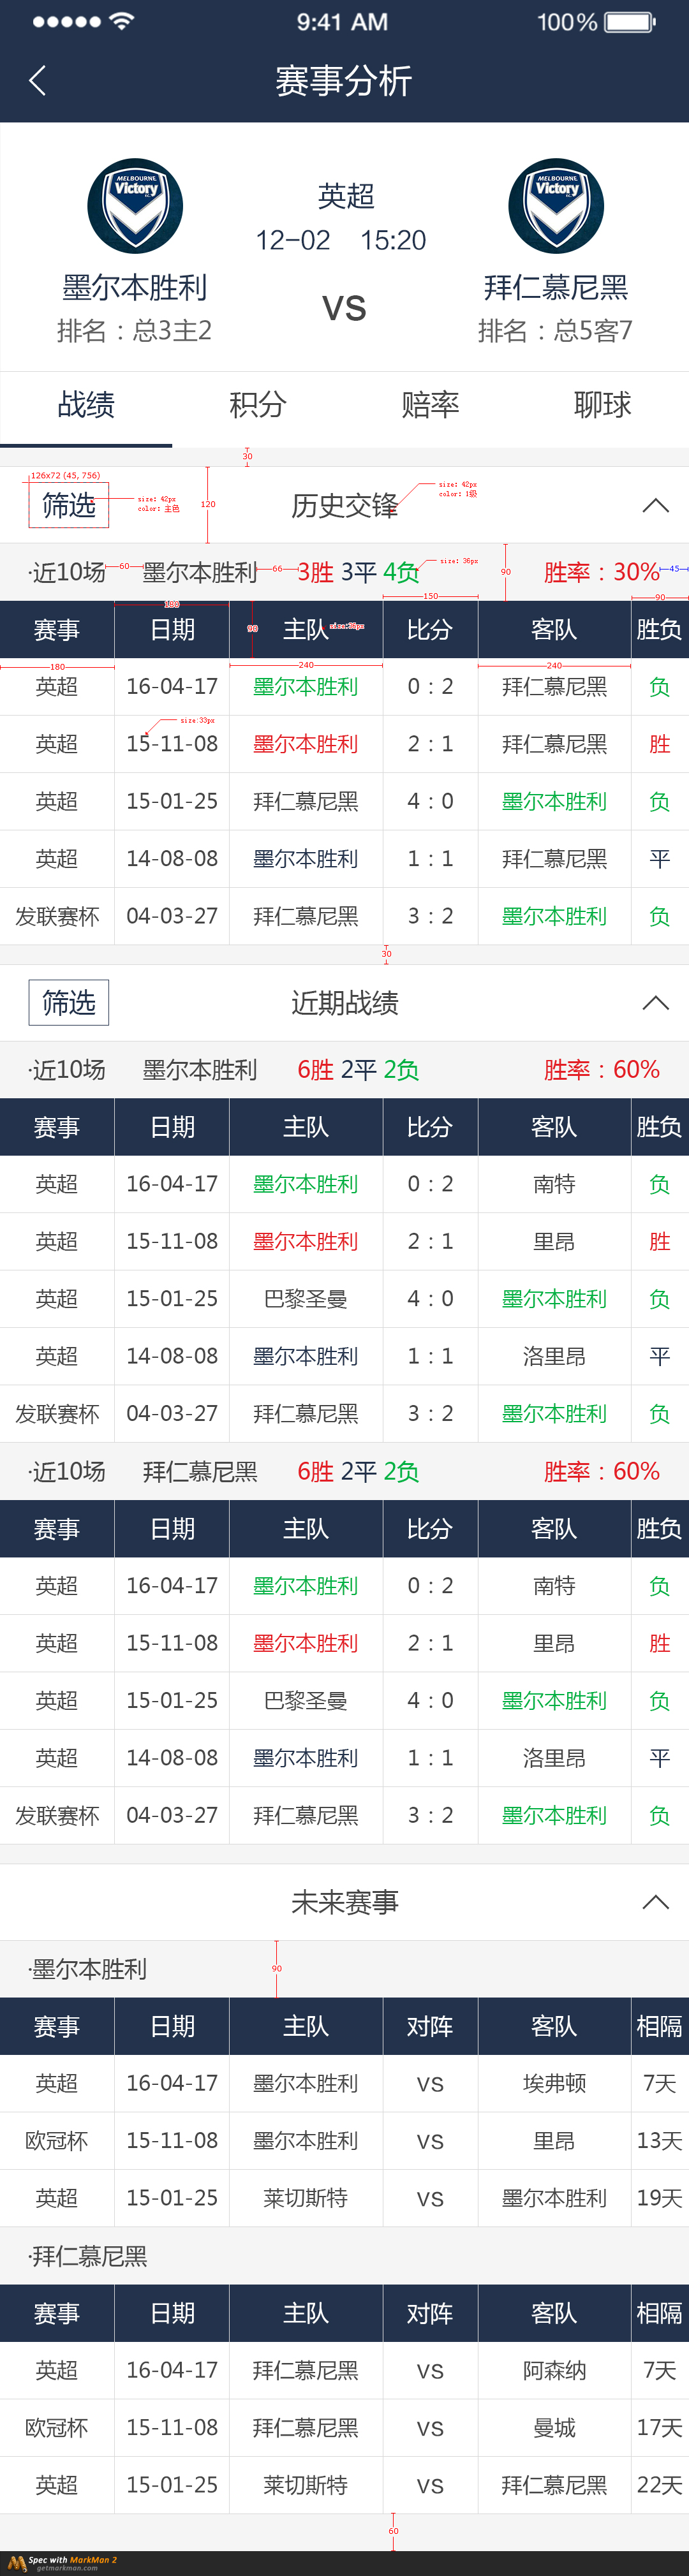 9:41 AM 100%
赛事分析
MELBOURNE Victory
MELBOURNE Victory
英超
12-02 15:20
墨尔本胜利 VS 拜仁慕尼黑
排名：总3主2 排名：总5客7
战绩 积分 赔率 聊球
30
126x72 (45, 756)
筛选 size: 42px color: 主色 120 历史交锋 size: 42px color: 1级
·近10场 60 墨尔本胜利 66 3胜 2平 4负 size: 36px 90 胜率：30% 45
180 150 90
赛事 日期 90 主队 size:36px 比分 客队 胜负
180 240 240
英超 16-04-17 墨尔本胜利 0：2 拜仁慕尼黑 负
size:33px
英超 15-11-08 墨尔本胜利 2：1 拜仁慕尼黑 胜
英超 15-01-25 拜仁慕尼黑 4：0 墨尔本胜利 负
英超 14-08-08 墨尔本胜利 1：1 拜仁慕尼黑 平
发联赛杯 04-03-27 拜仁慕尼黑 3：2 墨尔本胜利 负
30
筛选 近期战绩
·近10场 墨尔本胜利 6胜 2平 2负 胜率：60%
赛事 日期 主队 比分 客队 胜负
英超 16-04-17 墨尔本胜利 0：2 南特 负
英超 15-11-08 墨尔本胜利 2：1 里昂 胜
英超 15-01-25 巴黎圣曼 4：0 墨尔本胜利 负
英超 14-08-08 墨尔本胜利 1：1 洛里昂 平
发联赛杯 04-03-27 拜仁慕尼黑 3：2 墨尔本胜利 负
·近10场 拜仁慕尼黑 6胜 2平 2负 胜率：60%
赛事 日期 主队 比分 客队 胜负
英超 16-04-17 墨尔本胜利 0：2 南特 负
英超 15-11-08 墨尔本胜利 2：1 里昂 胜
英超 15-01-25 巴黎圣曼 4：0 墨尔本胜利 负
英超 14-08-08 墨尔本胜利 1：1 洛里昂 平
发联赛杯 04-03-27 拜仁慕尼黑 3：2 墨尔本胜利 负
未来赛事
·墨尔本胜利 90
赛事 日期 主队 对阵 客队 相隔
英超 16-04-17 墨尔本胜利 VS 埃弗顿 7天
欧冠杯 15-11-08 墨尔本胜利 VS 里昂 13天
英超 15-01-25 莱切斯特 VS 墨尔本胜利 19天
·拜仁慕尼黑
赛事 日期 主队 对阵 客队 相隔
英超 16-04-17 拜仁慕尼黑 VS 阿森纳 7天
欧冠杯 15-11-08 拜仁慕尼黑 VS 曼城 17天
英超 15-01-25 莱切斯特 VS 拜仁慕尼黑 22天
60
Spec with MarkMan 2
getmarkman.com